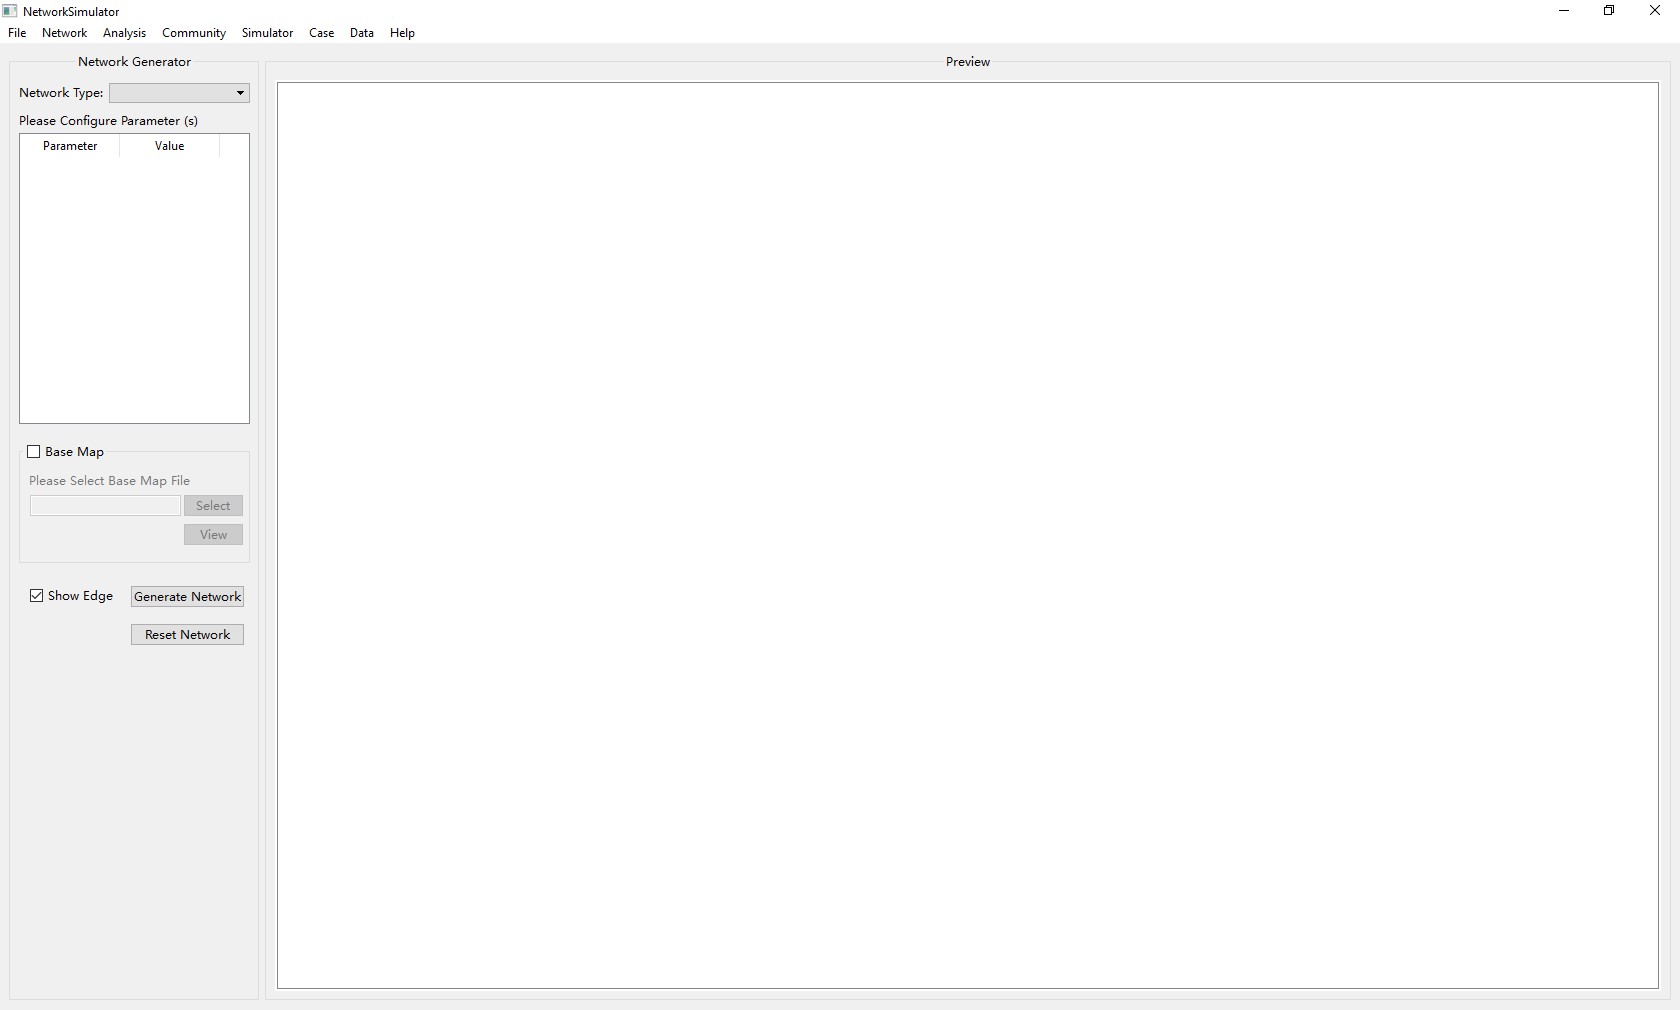 NetworkSimulator
File Network Analysis Community Simulator Case Data Help
Network Generator
Network Type:
Please Configure Parameter (s)
Parameter Value
Base Map
Please Select Base Map File
Select
View
Show Edge Generate Network
Reset Network
Preview